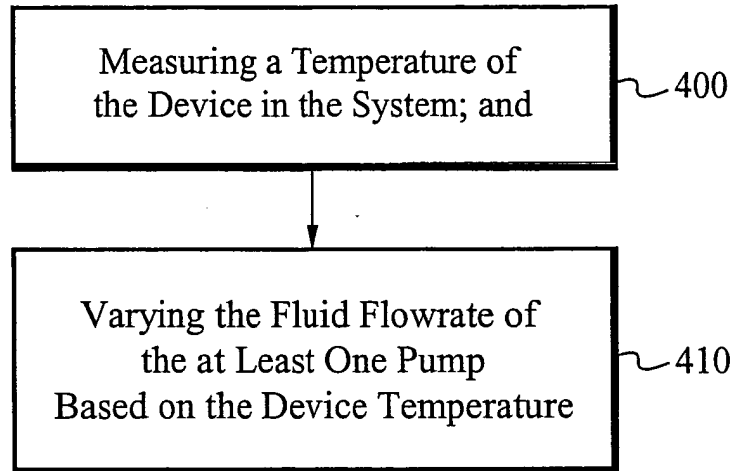 Measuring a Temperature of
the Device in the System; and
400
Varying the Fluid Flowrate of
the at Least One Pump
Based on the Device Temperature
410